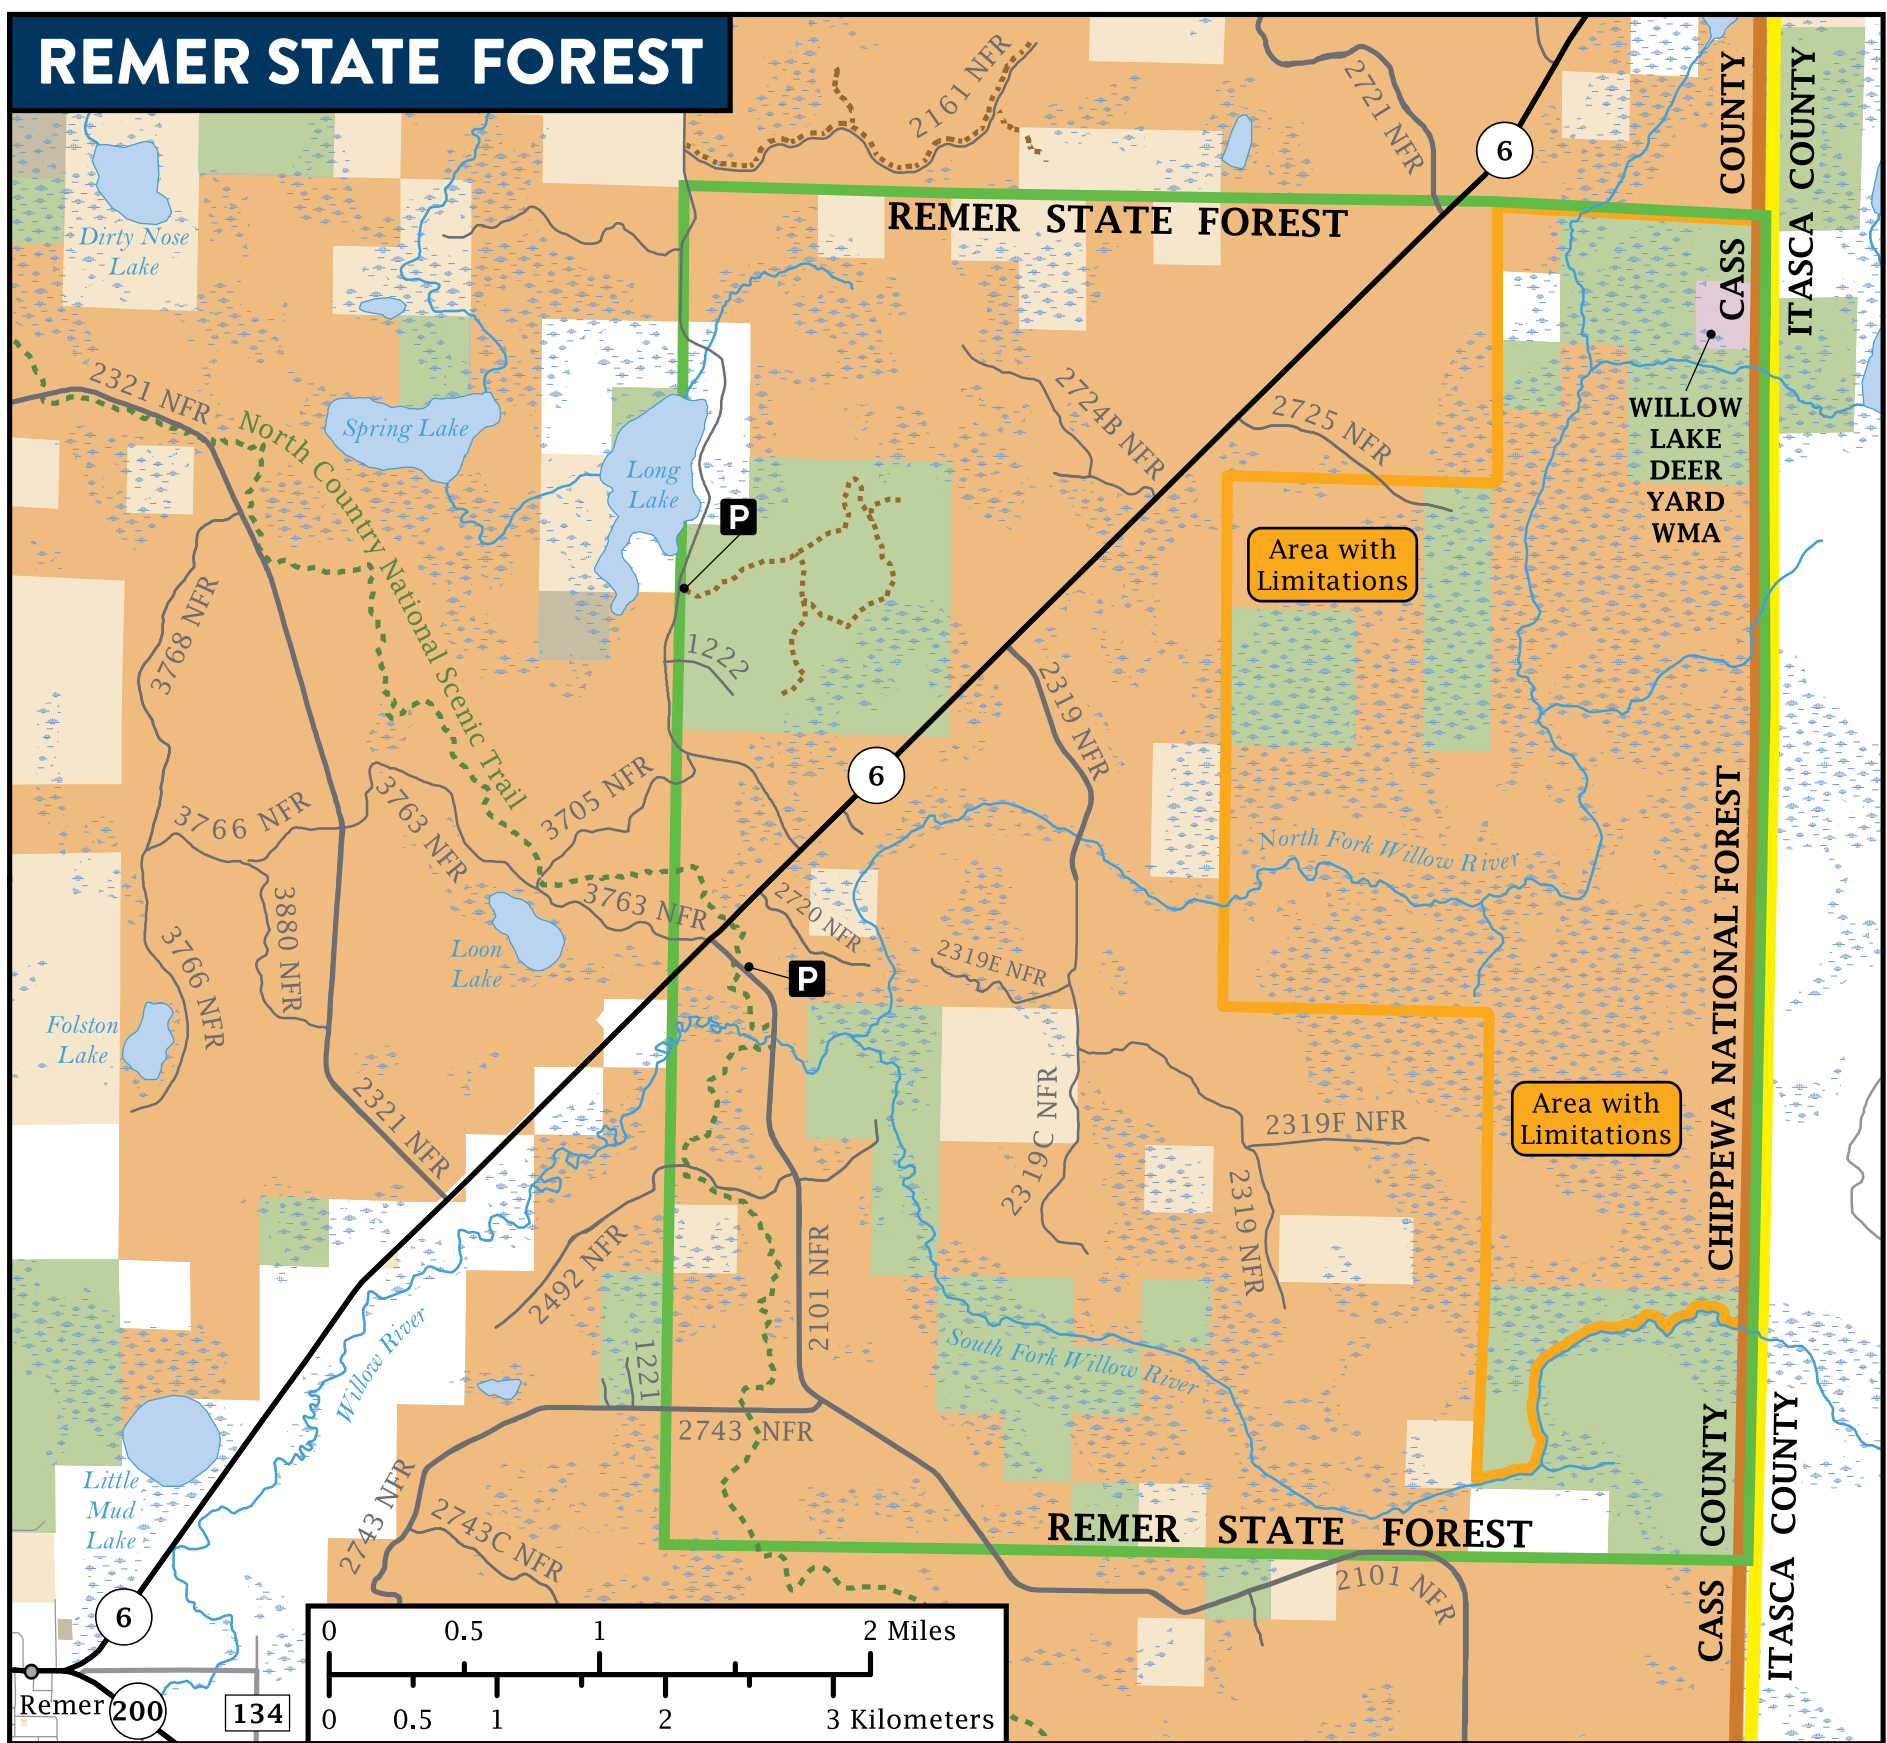 REMER STATE FOREST
2161 NFR
2721 NFR
6
CASS COUNTY
ITASCA COUNTY
REMER STATE FOREST
Dirty Nose
Lake
2321 NFR
North Country National Scenic Trail
Spring Lake
Long
Lake
P
2724B NFR
2725 NFR
WILLOW
LAKE
DEER
YARD
WMA
Area with
Limitations
3768 NFR
1222
2319 NFR
6
3766 NFR
3763 NFR
3705 NFR
North Fork Willow River
CHIPPEWA NATIONAL FOREST
3880 NFR
3763 NFR
2720 NFR
2319E NFR
3766 NFR
Loon
Lake
P
Folston
Lake
2321 NFR
2319C NFR
2319F NFR
Area with
Limitations
2319 NFR
2492 NFR
2101 NFR
Willow River
1221
South Fork Willow River
2743 NFR
CASS COUNTY
ITASCA COUNTY
Little
Mud
Lake
2743 NFR
2743C NFR
REMER STATE FOREST
2101 NFR
6
Remer
200
134
0 0.5 1 2 Miles
0 0.5 1 2 3 Kilometers